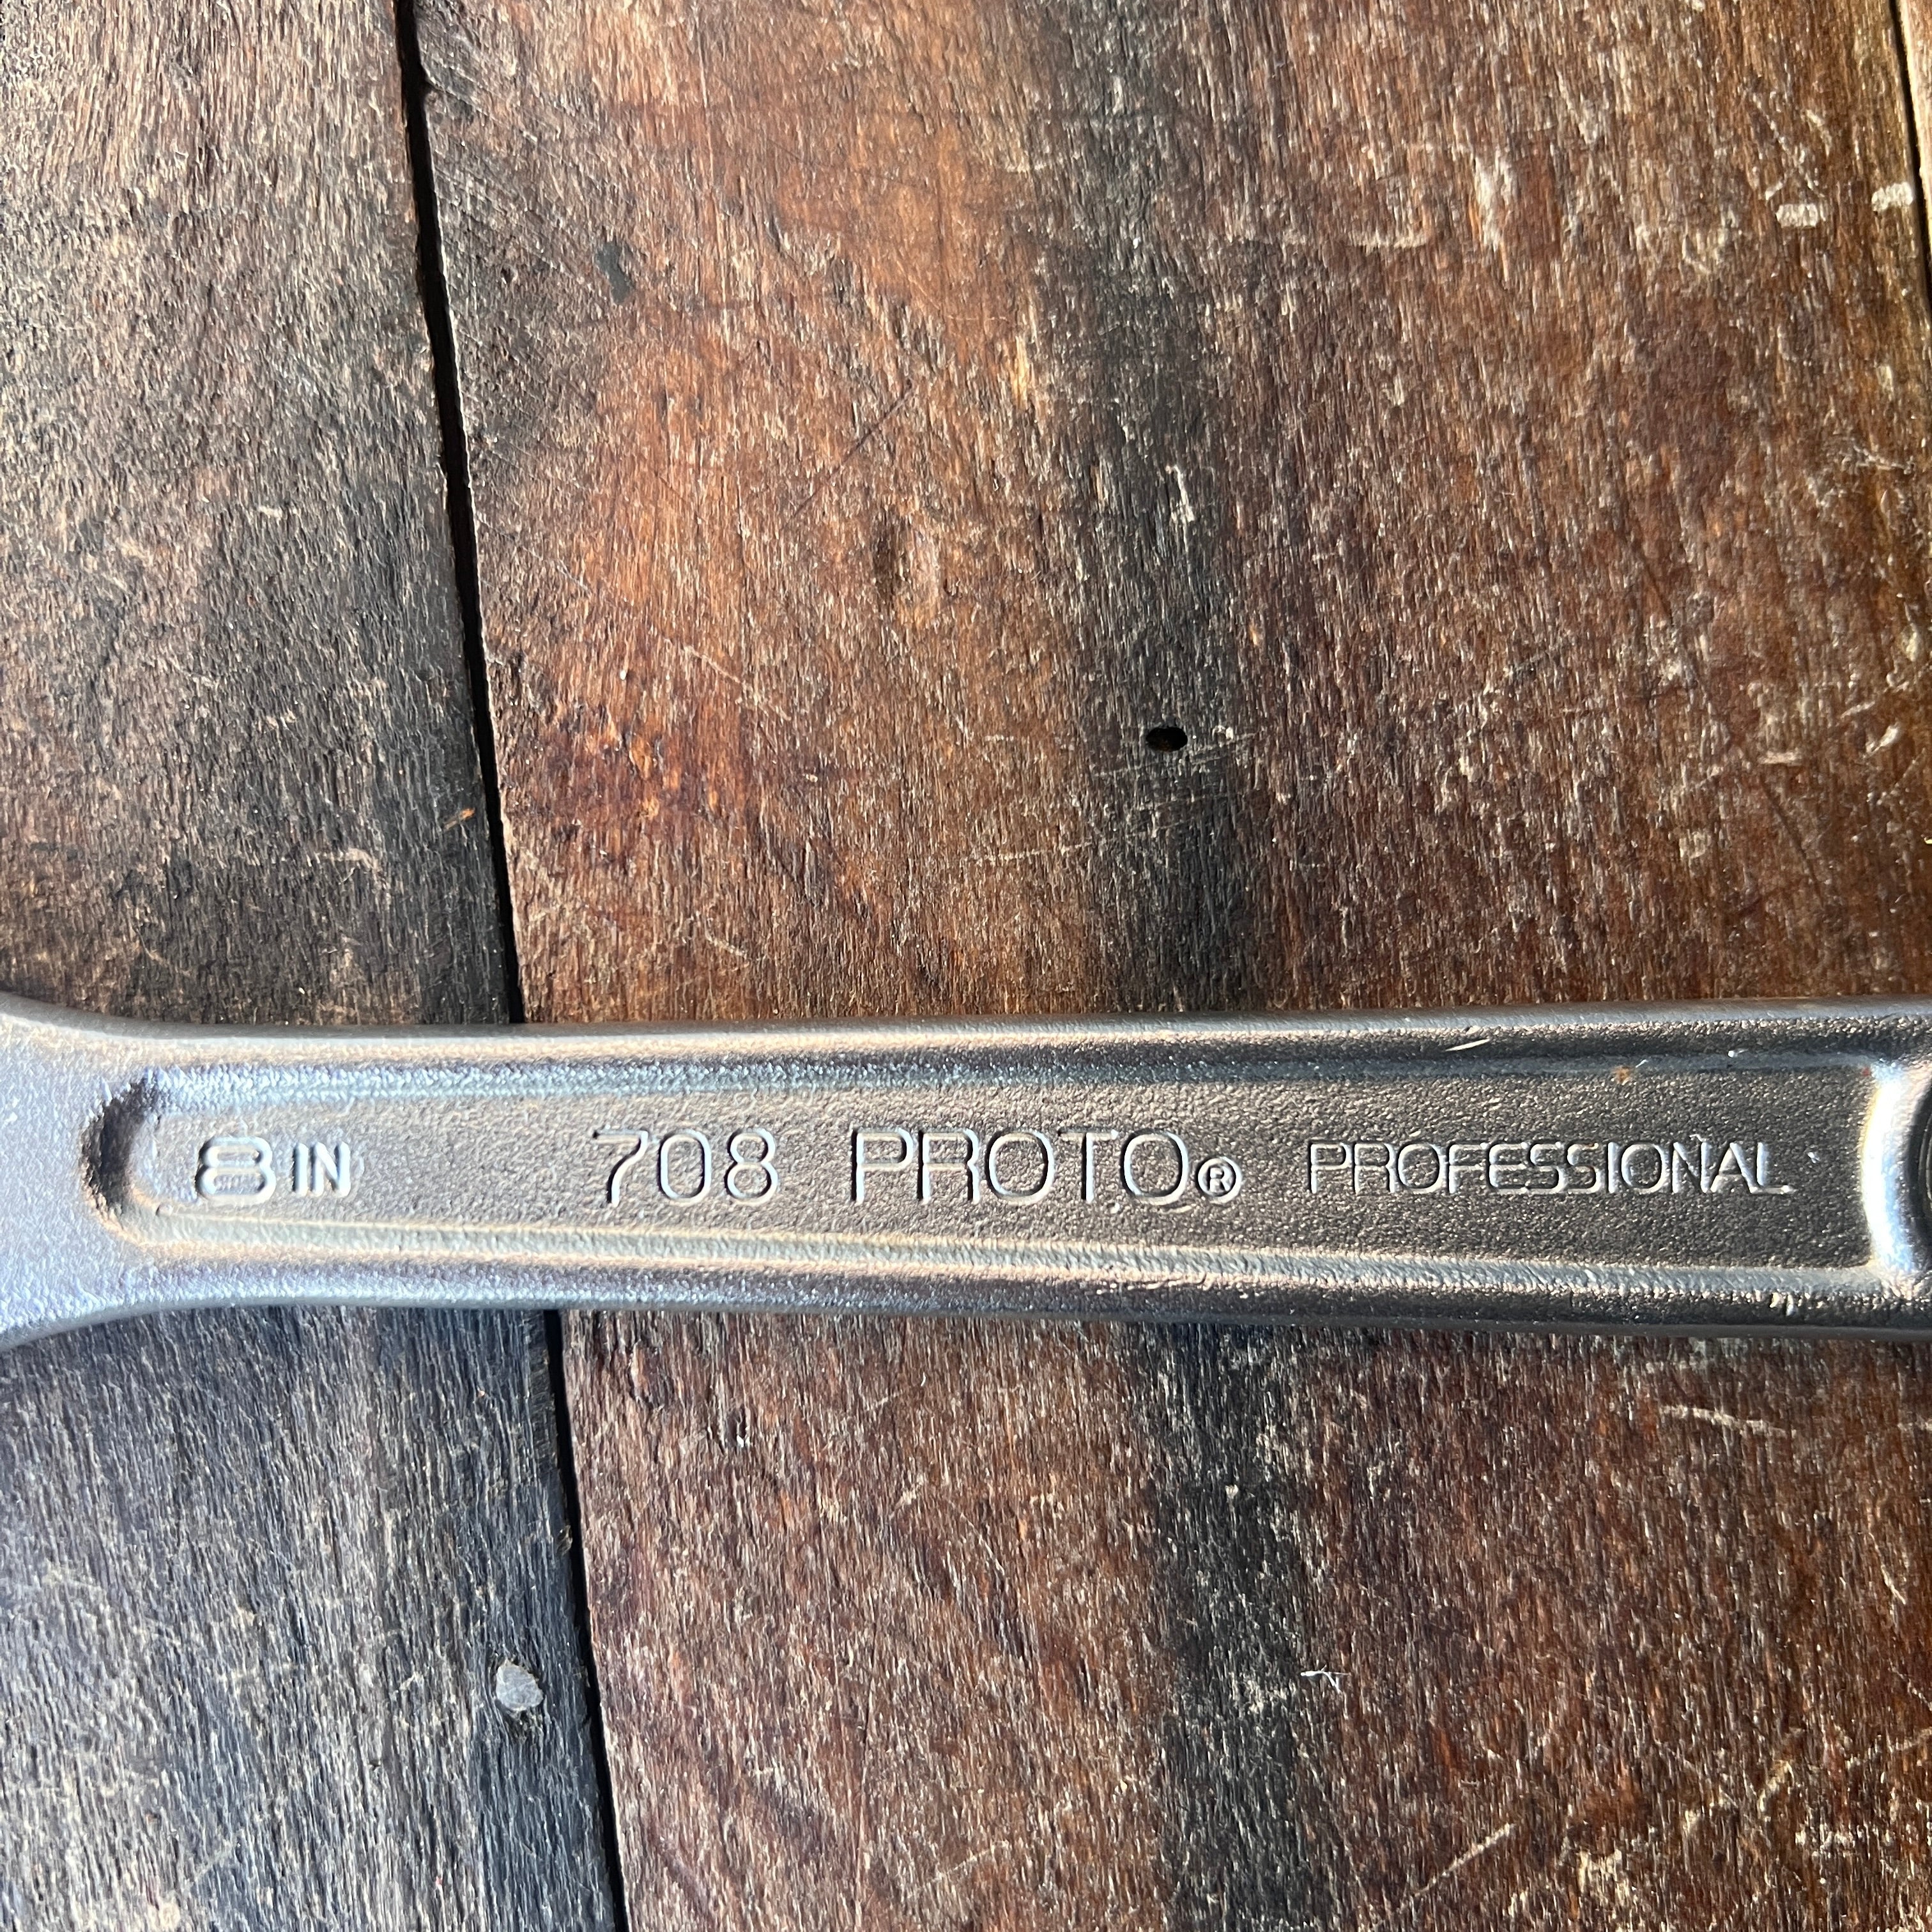 8 IN 708 PROTO® PROFESSIONAL